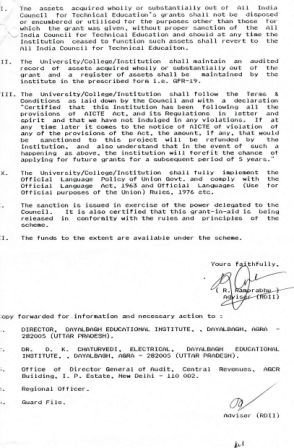 I. The assets acquired wholly or substantially out of All India
Council for Technical Education's grants shall not be disposed
or encumbered or utilised for the purposes other than those for
which the grant was given, without proper sanction of the All
India Council for Technical Education and should at any time the
Institution ceased to function such assets shall revert to the
All India Council for Technical Educaiton.
II. The University/College/Institution shall maintain an audited
record of assets acquired wholly or substantially out of the
grant and a register of assets shall be maintained by the
institute in the prescribed form i.e. GFR-19.
III. The University/College/Institution shall follow the Terms &
Conditions as laid down by the Council and with a declaration
"Certified that this Institution has been following all the
provisions of AICTE Act, and its Regulations in letter and
spirit and that we have not indulged in any violations. If at
any time later it comes to the notice of AICTE of violation of
any of the provisions of the Act, the amount, if any, that would
be sanctioned to this project will be refunded by the
Institution, and also understand that in the event of such a
happening as above, the institution will forefit the chance of
applying for future grants for a subsequent period of 5 years."
X. The University/College/Institution shall fully implement the
Official Language Policy of Union Govt. and comply with the
Official Language Act, 1963 and Official Languages (Use for
Official purposes of the Union) Rules, 1976 etc.
The sanction is issued in exercise of the power delegated to the
Council. It is also certified that this grant-in-aid is being
released in conformity with the rules and principles of the
scheme.
I. The funds to the extent are available under the scheme.
Yours faithfully,
( R. Ramprabhu )
Adviser (RDII)
opy forwarded for information and necessary action to :
DIRECTOR, DAYALBAGH EDUCATIONAL INSTITUTE, , DAYALBAGH, AGRA -
282005 (UTTAR PRADESH).
DR. D. K. CHATURVEDI, ELECTRICAL, DAYALBAGH EDUCATIONAL
INSTITUTE, , DAYALBAGH, AGRA - 282005 (UTTAR PRADESH).
Office of Director General of Audit, Central Revenues, AGCR
Building, I. P. Estate, New Delhi - 110 002.
Regional Officer.
Guard File.
Adviser (RDII)